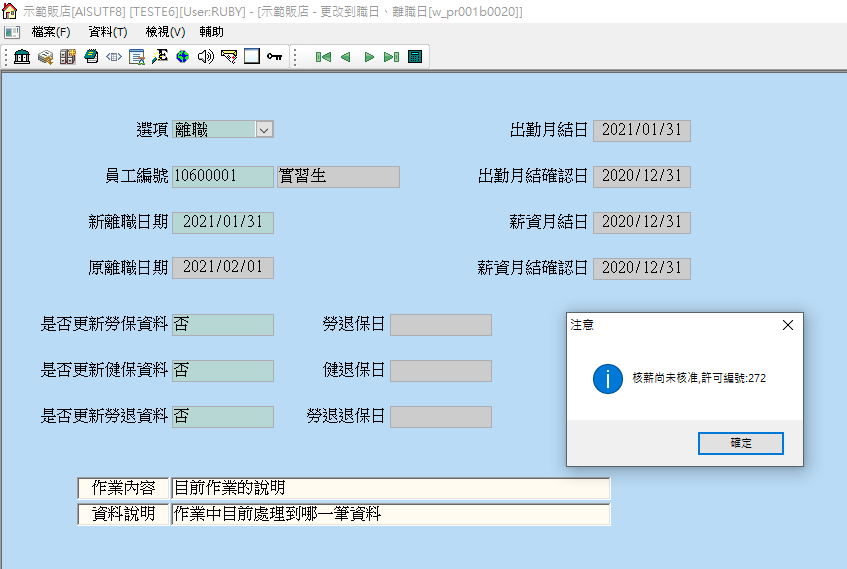 示範販店[AISUTF8] [TESTE6][User:RUBY] - [示範販店 - 更改到職日、離職日[w_pr001b0020]]
檔案(F) 資料(T) 檢視(V) 輔助
選項 離職 出勤月結日 2021/01/31
員工編號 10600001 實習生 出勤月結確認日 2020/12/31
新離職日期 2021/01/31 薪資月結日 2020/12/31
原離職日期 2021/02/01 薪資月結確認日 2020/12/31
是否更新勞保資料 否 勞退保日
是否更新健保資料 否 健退保日
是否更新勞退資料 否 勞退退保日
注意
核薪尚未核准,許可編號:272
確定
作業內容 目前作業的說明
資料說明 作業中目前處理到哪一筆資料